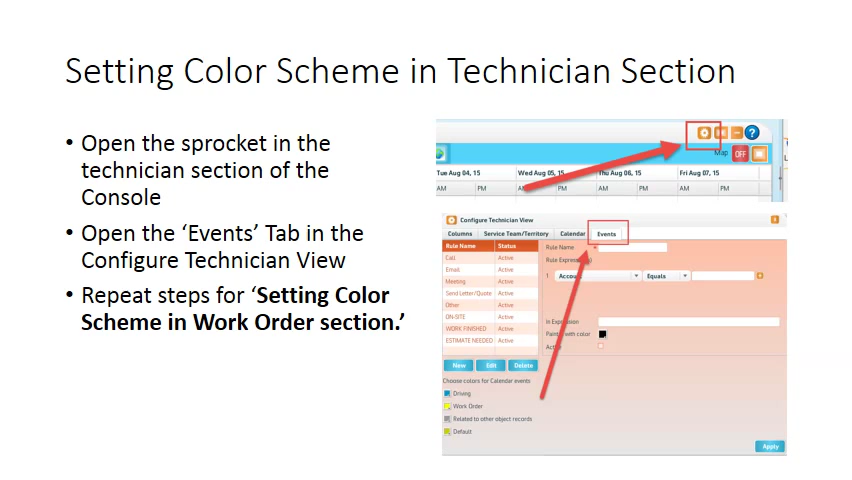 Setting Color Scheme in Technician Section
• Open the sprocket in the
technician section of the
Console
• Open the ‘Events’ Tab in the
Configure Technician View
• Repeat steps for ‘Setting Color
Scheme in Work Order section.’
?
Map OFF
Tue Aug 04, 15 Wed Aug 05, 15 Thu Aug 06, 15 Fri Aug 07, 15
AM PM AM PM AM PM AM PM
Configure Technician View
Columns Service Team/Territory Calendar Events
Rule Name Status
Call Active
Email Active
Meeting Active
Send Letter/Quote Active
Other Active
ON-SITE Active
WORK FINISHED Active
ESTIMATE NEEDED Active
New Edit Delete
Choose colors for Calendar events
Driving
Work Order
Related to other object records
Default
Rule Name
Rule Expression(s)
1 Account Equals
In Expression
Paint with color
Active
Apply